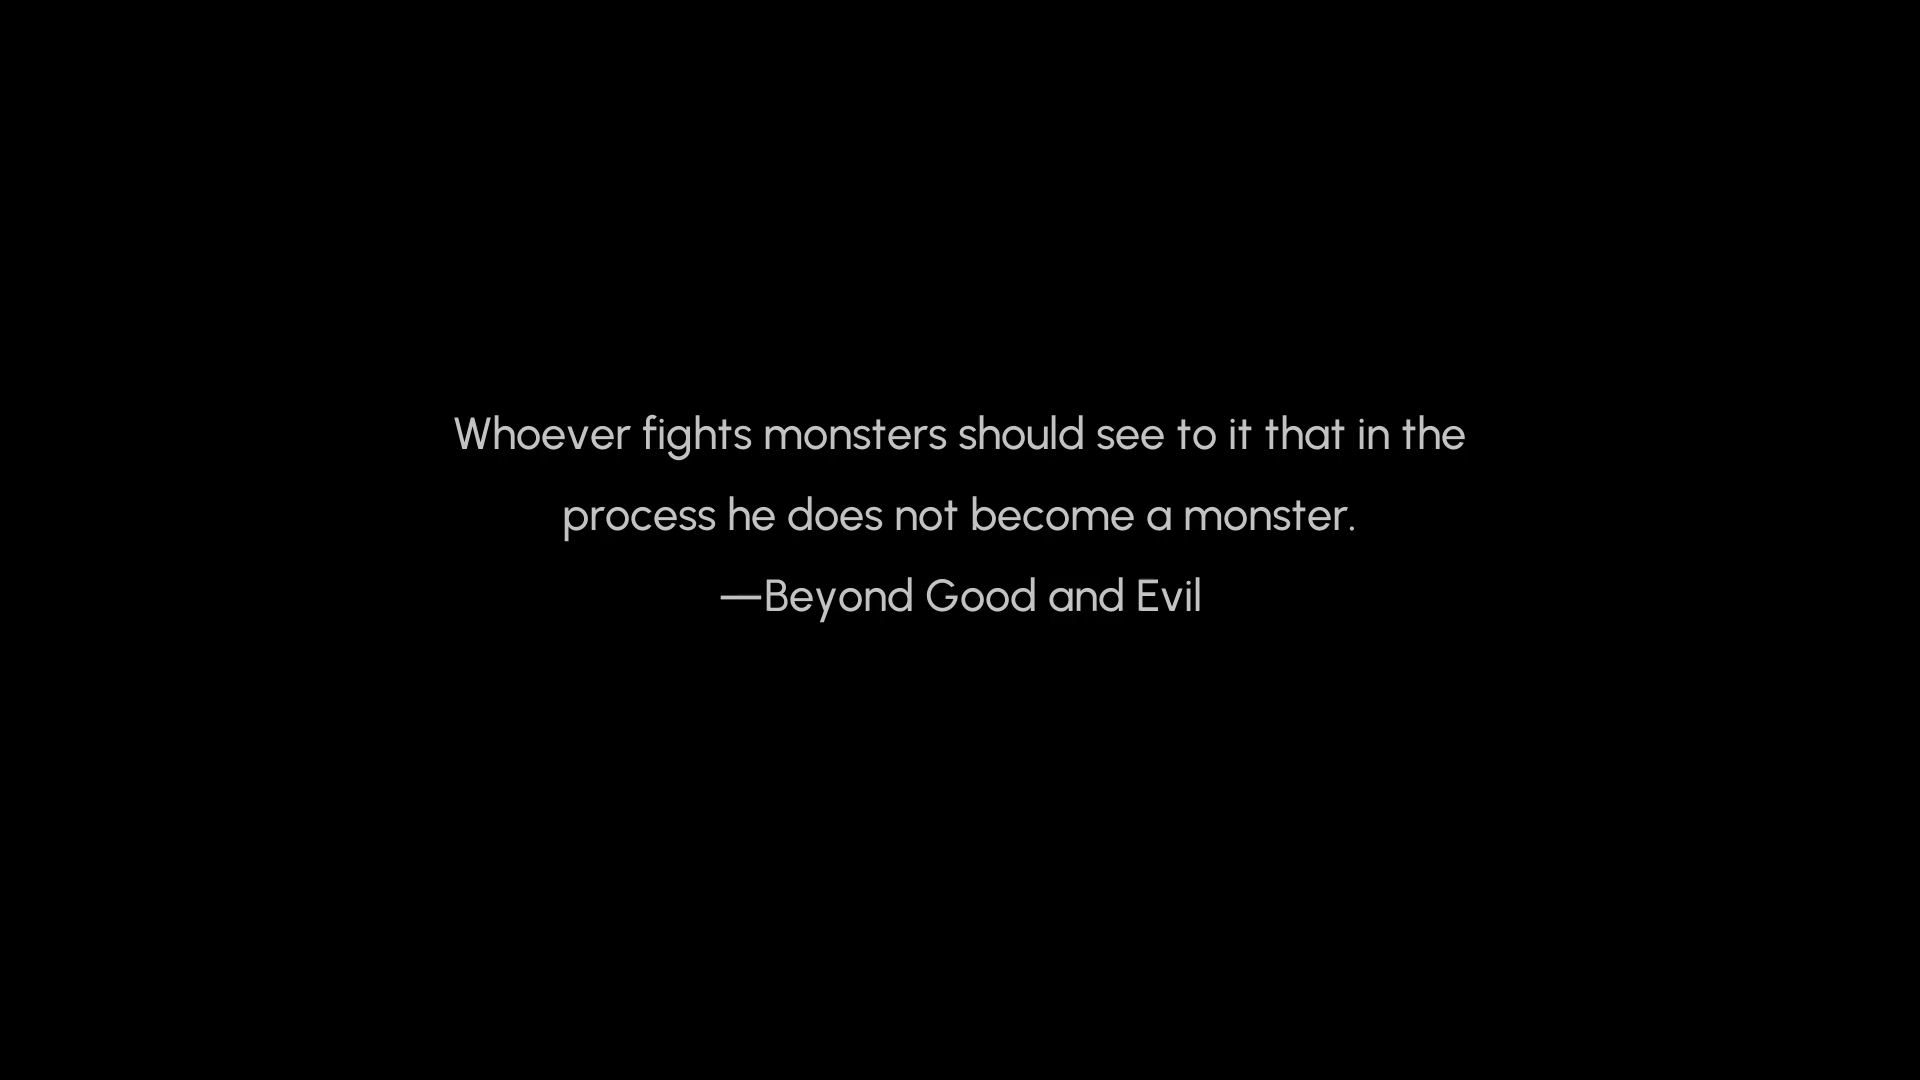 Whoever fights monsters should see to it that in the
process he does not become a monster.
—Beyond Good and Evil